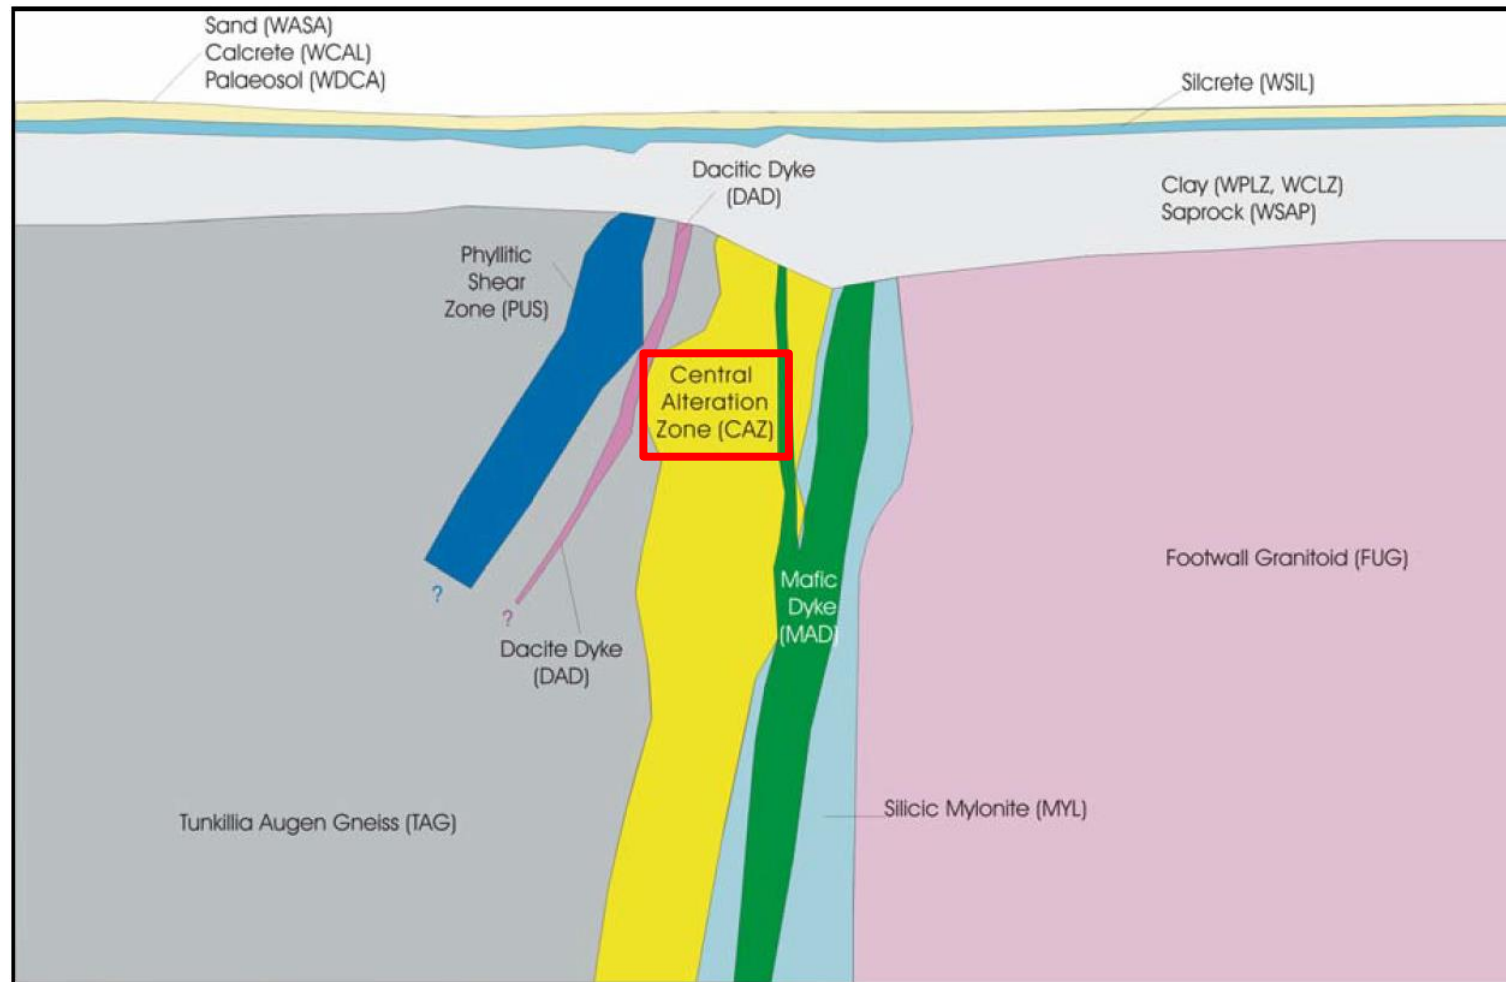 Sand (WASA)
Calcrete (WCAL)
Palaeosol (WDCA)
Silcrete (WSIL)
Dacitic Dyke
(DAD)
Clay (WPLZ, WCLZ)
Saprock (WSAP)
Phyllitic
Shear
Zone (PUS)
Central
Alteration
Zone (CAZ)
Footwall Granitoid (FUG)
Mafic
Dyke
(MAD)
?
?
Dacite Dyke
(DAD)
Silicic Mylonite (MYL)
Tunkillia Augen Gneiss (TAG)